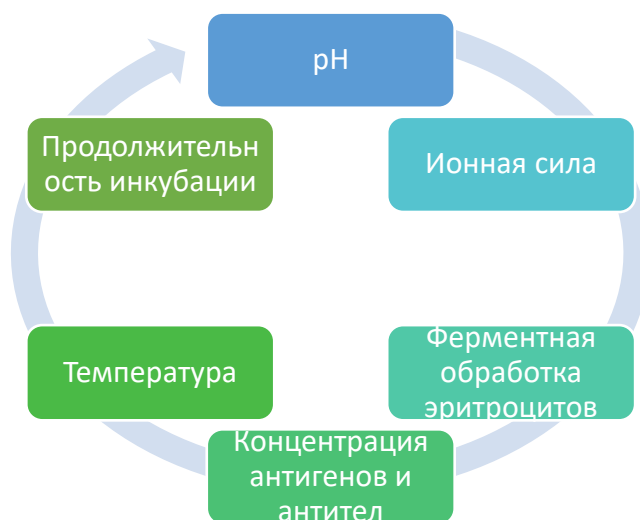 pH
Ионная сила
Ферментная
обработка
эритроцитов
Концентрация
антигенов и
антител
Температура
Продолжительн
ость инкубации